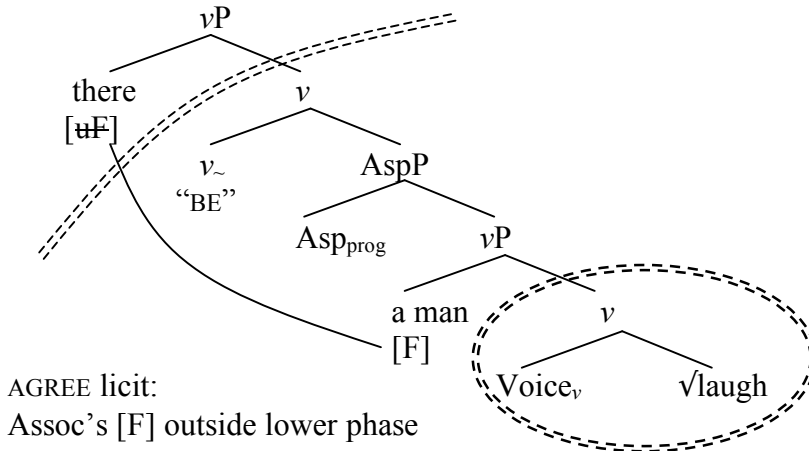 vP
there v
[uF]
v~ AspP
“BE”
Aspprog vP
a man v
[F]
Voicev √laugh
AGREE licit:
Assoc's [F] outside lower phase